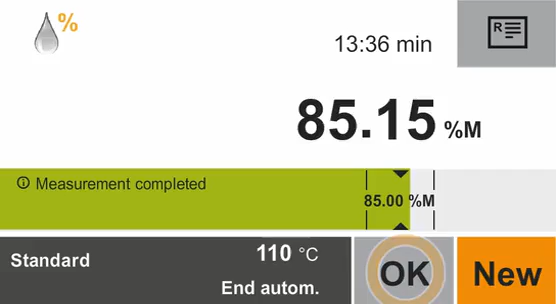 %
13:36 min
R
85.15 %M
Measurement completed
85.00 %M
110 °C
Standard
End autom.
OK
New